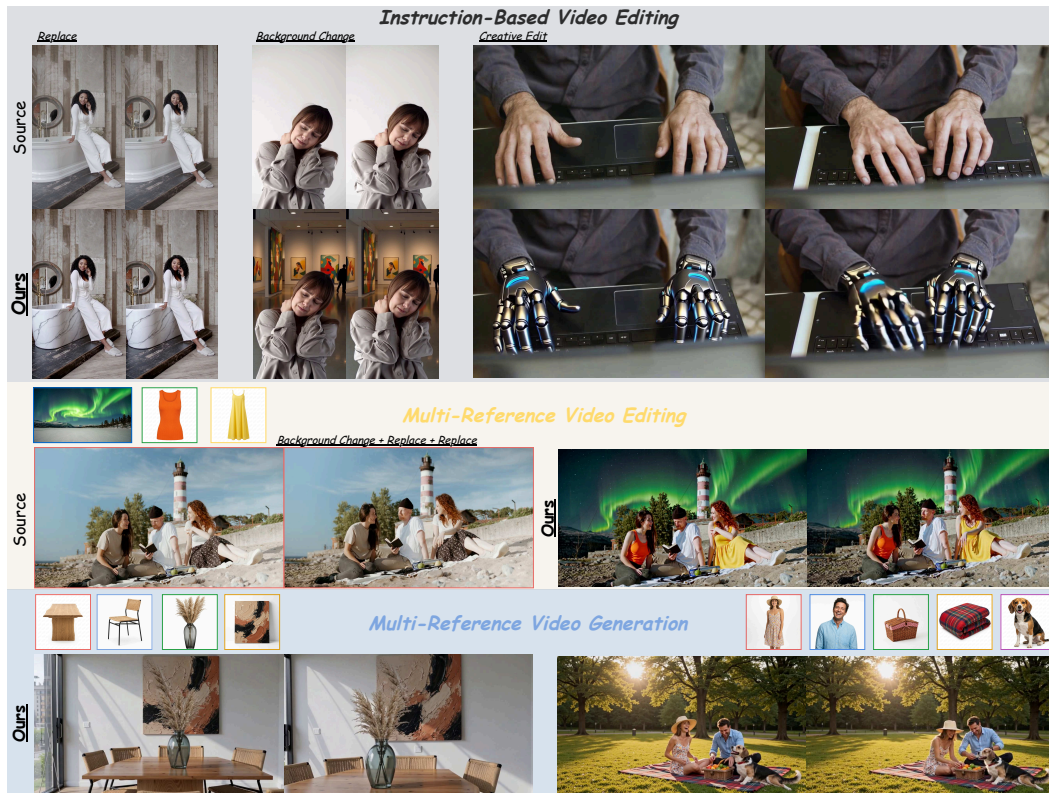 Instruction-Based Video Editing
Replace
Background Change
Creative Edit
Source
Ours
Multi-Reference Video Editing
Background Change + Replace + Replace
Source
Ours
Multi-Reference Video Generation
Ours